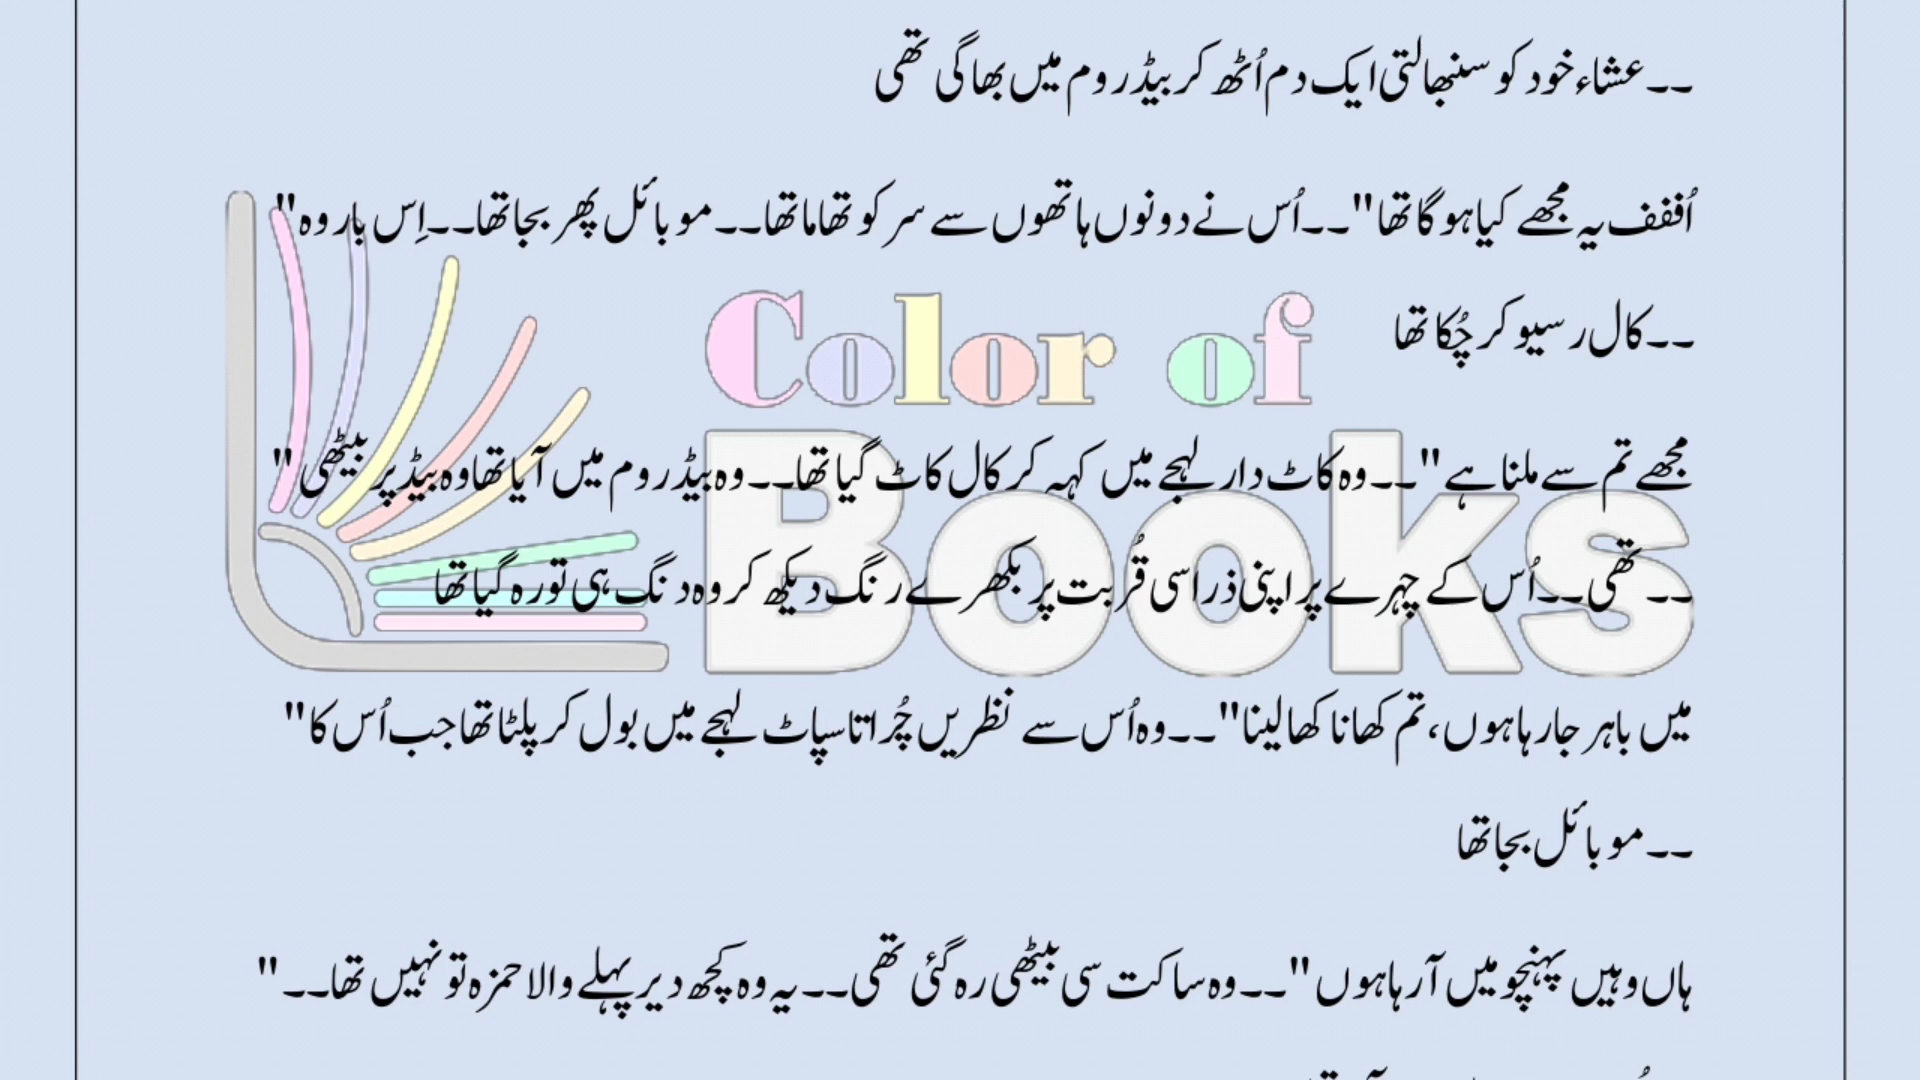 ۔۔عشاء خود کو سنبھالتی ایک دم اُٹھ کر بیڈروم میں بھاگی تھی
اُففف یہ مجھے کیا ہو گا تھا"۔۔اُس نے دونوں ہاتھوں سے سر کو تھاما تھا۔۔موبائل پھر بجا تھا۔۔اِس بار وہ"
۔۔کال رسیو کر چُکا تھا
Color of
Books
مجھے تم سے ملنا ہے"۔۔وہ کاٹ دار لہجے میں کہہ کر کال کاٹ گیا تھا۔۔وہ بیڈروم میں آیا تھا وہ بیڈ پر بیٹھی"
۔۔تھی۔۔اُس کے چہرے پر اپنی ذرا سی قُربت پر بکھرے رنگ دیکھ کر وہ دنگ ہی تو رہ گیا تھا
میں باہر جا رہا ہوں، تم کھانا کھا لینا"۔۔وہ اُس سے نظریں چُراتا سپاٹ لہجے میں بول کر پلٹا تھا جب اُس کا"
۔۔موبائل بجا تھا
ہاں وہیں پہنچو میں آرہا ہوں"۔۔وہ ساکت سی بیٹھی رہ گئی تھی۔۔یہ وہ کچھ دیر پہلے والا حمزہ تو نہیں تھا۔۔"